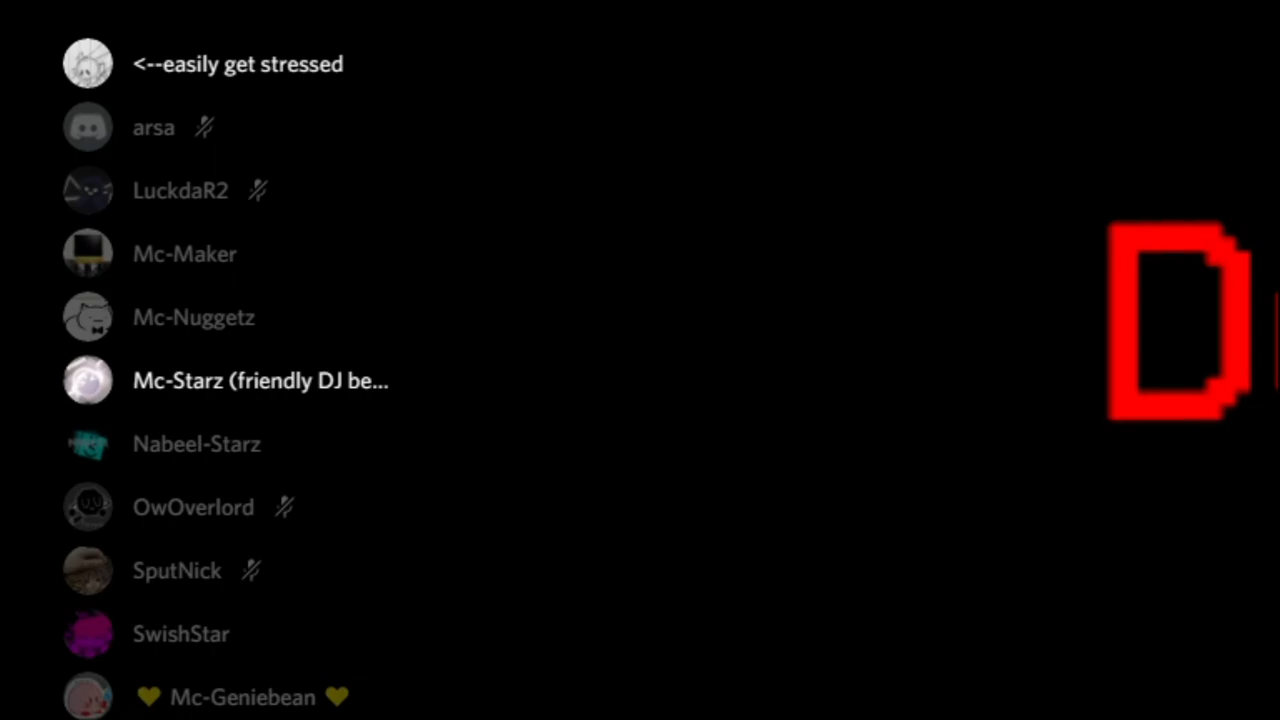 <--easily get stressed
arsa
LuckdaR2
Mc-Maker
Mc-Nuggetz
Mc-Starz (friendly DJ be...
Nabeel-Starz
OwOverlord
SputNick
SwishStar
💛 Mc-Geniebean 💛
D